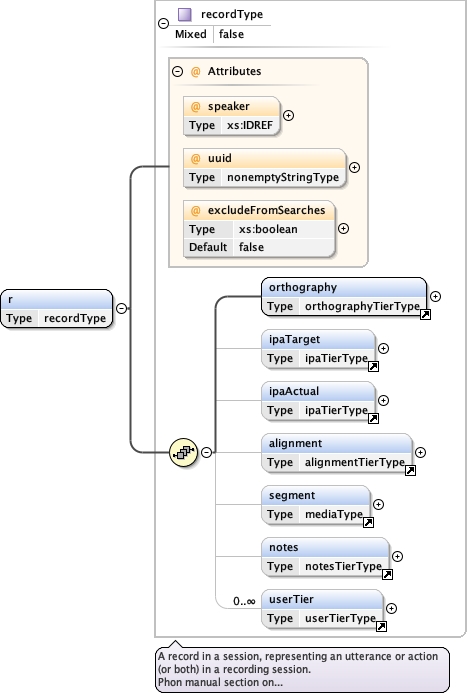 recordType
Mixed false
@ Attributes
@ speaker
Type xs:IDREF
@ uuid
Type nonemptyStringType
@ excludeFromSearches
Type xs:boolean
Default false
r
Type recordType
orthography
Type orthographyTierType
ipaTarget
Type ipaTierType
ipaActual
Type ipaTierType
alignment
Type alignmentTierType
segment
Type mediaType
notes
Type notesTierType
0..∞
userTier
Type userTierType
A record in a session, representing an utterance or action
(or both) in a recording session.
Phon manual section on...